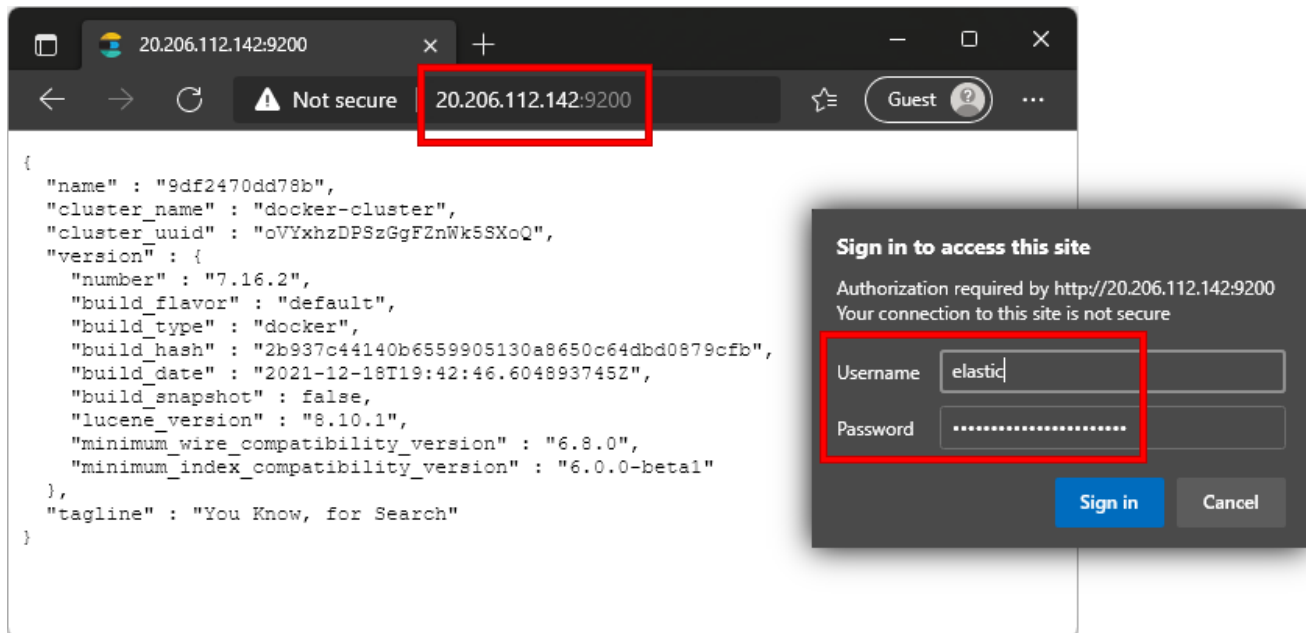 20.206.112.142:9200
Not secure
20.206.112.142:9200
Guest
{
"name" : "9df2470dd78b",
"cluster_name" : "docker-cluster",
"cluster_uuid" : "oVYxhzDPSzGgFZnWk5SXoQ",
"version" : {
"number" : "7.16.2",
"build_flavor" : "default",
"build_type" : "docker",
"build_hash" : "2b937c44140b6559905130a8650c64dbd0879cfb",
"build_date" : "2021-12-18T19:42:46.604893745Z",
"build_snapshot" : false,
"lucene_version" : "8.10.1",
"minimum_wire_compatibility_version" : "6.8.0",
"minimum_index_compatibility_version" : "6.0.0-beta1"
},
"tagline" : "You Know, for Search"
}
Sign in to access this site
Authorization required by http://20.206.112.142:9200
Your connection to this site is not secure
Username elastic
Password •••••••••••••••••••••••
Sign in Cancel